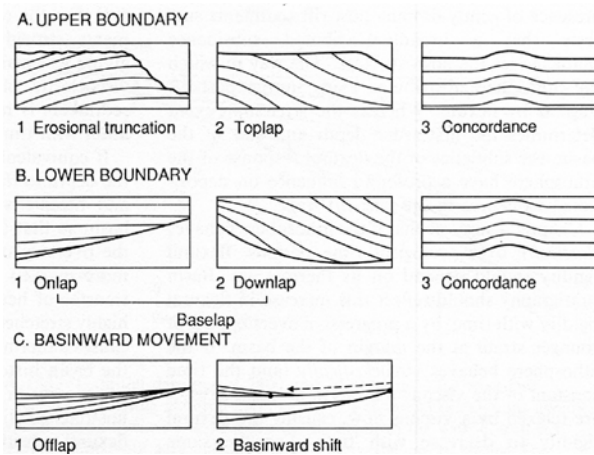 A. UPPER BOUNDARY
1 Erosional truncation
2 Toplap
3 Concordance
B. LOWER BOUNDARY
1 Onlap
2 Downlap
3 Concordance
Baselap
C. BASINWARD MOVEMENT
1 Offlap
2 Basinward shift